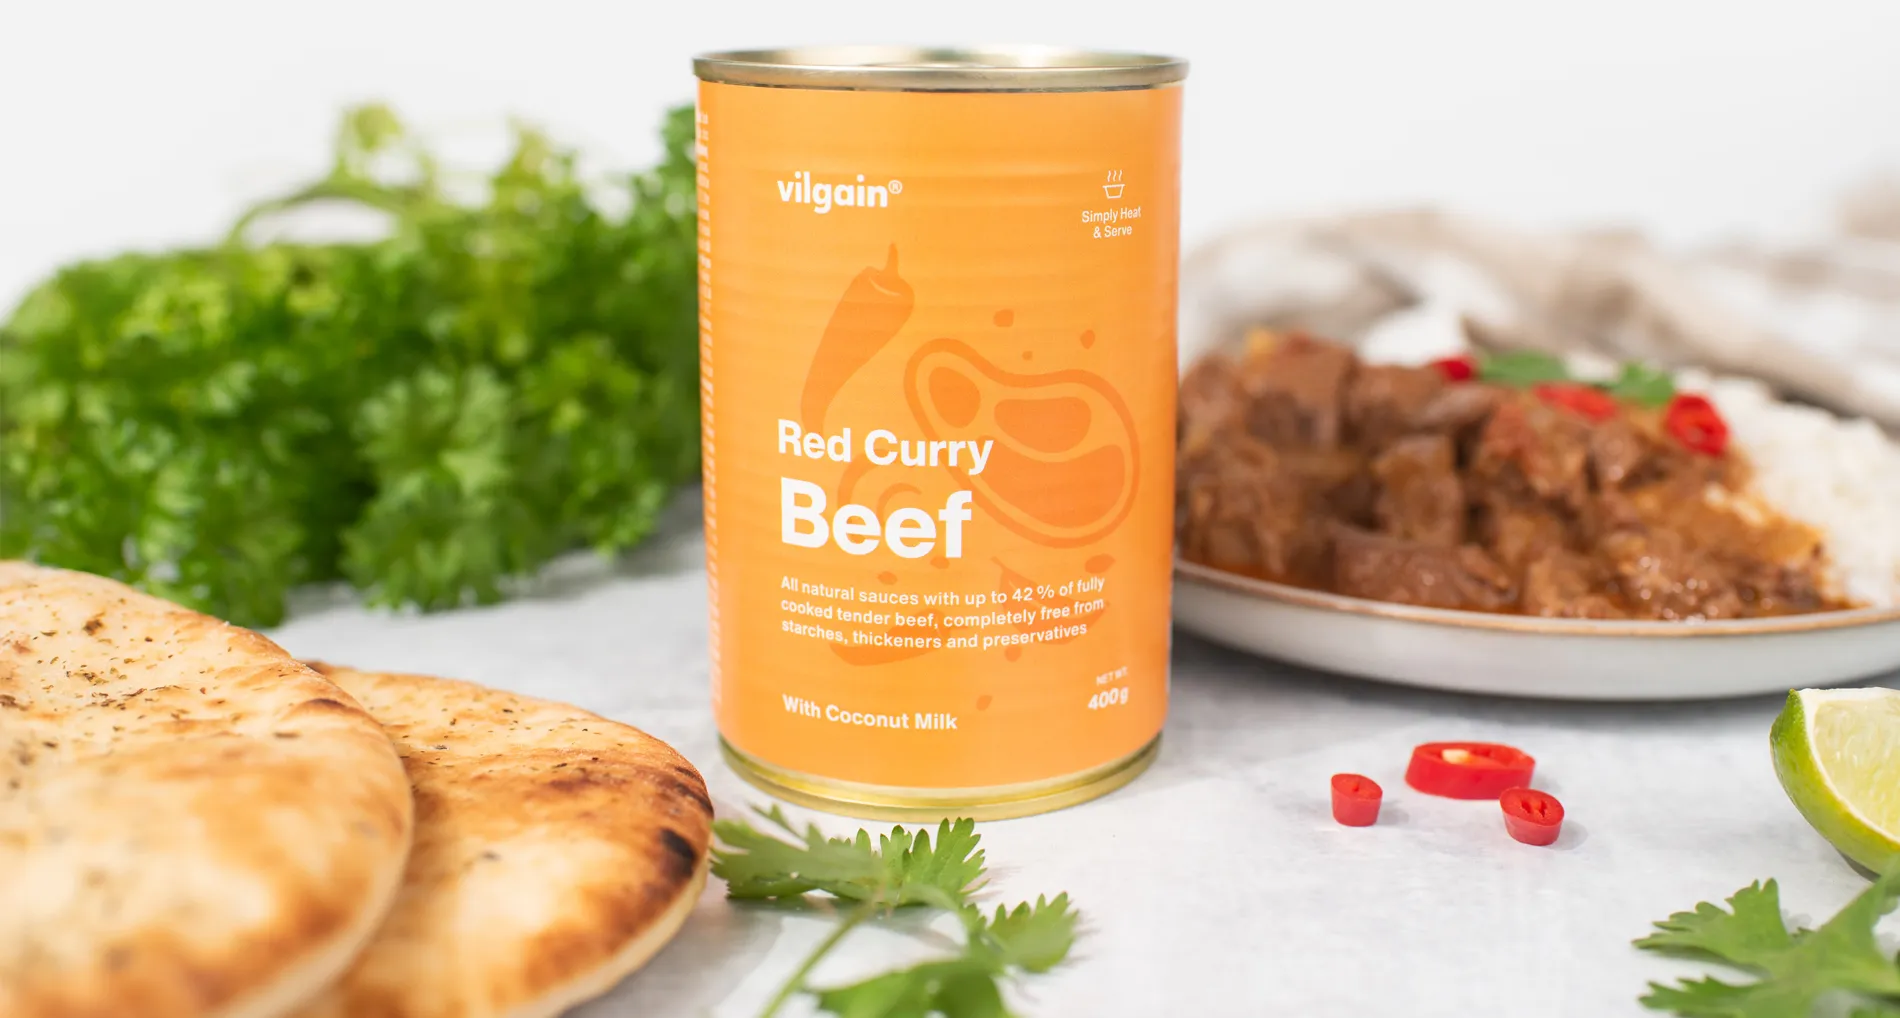 vilgain®
Simply Heat
& Serve
Red Curry
Beef
All natural sauces with up to 42 % of fully
cooked tender beef, completely free from
starches, thickeners and preservatives
With Coconut Milk
NET WT.
400g